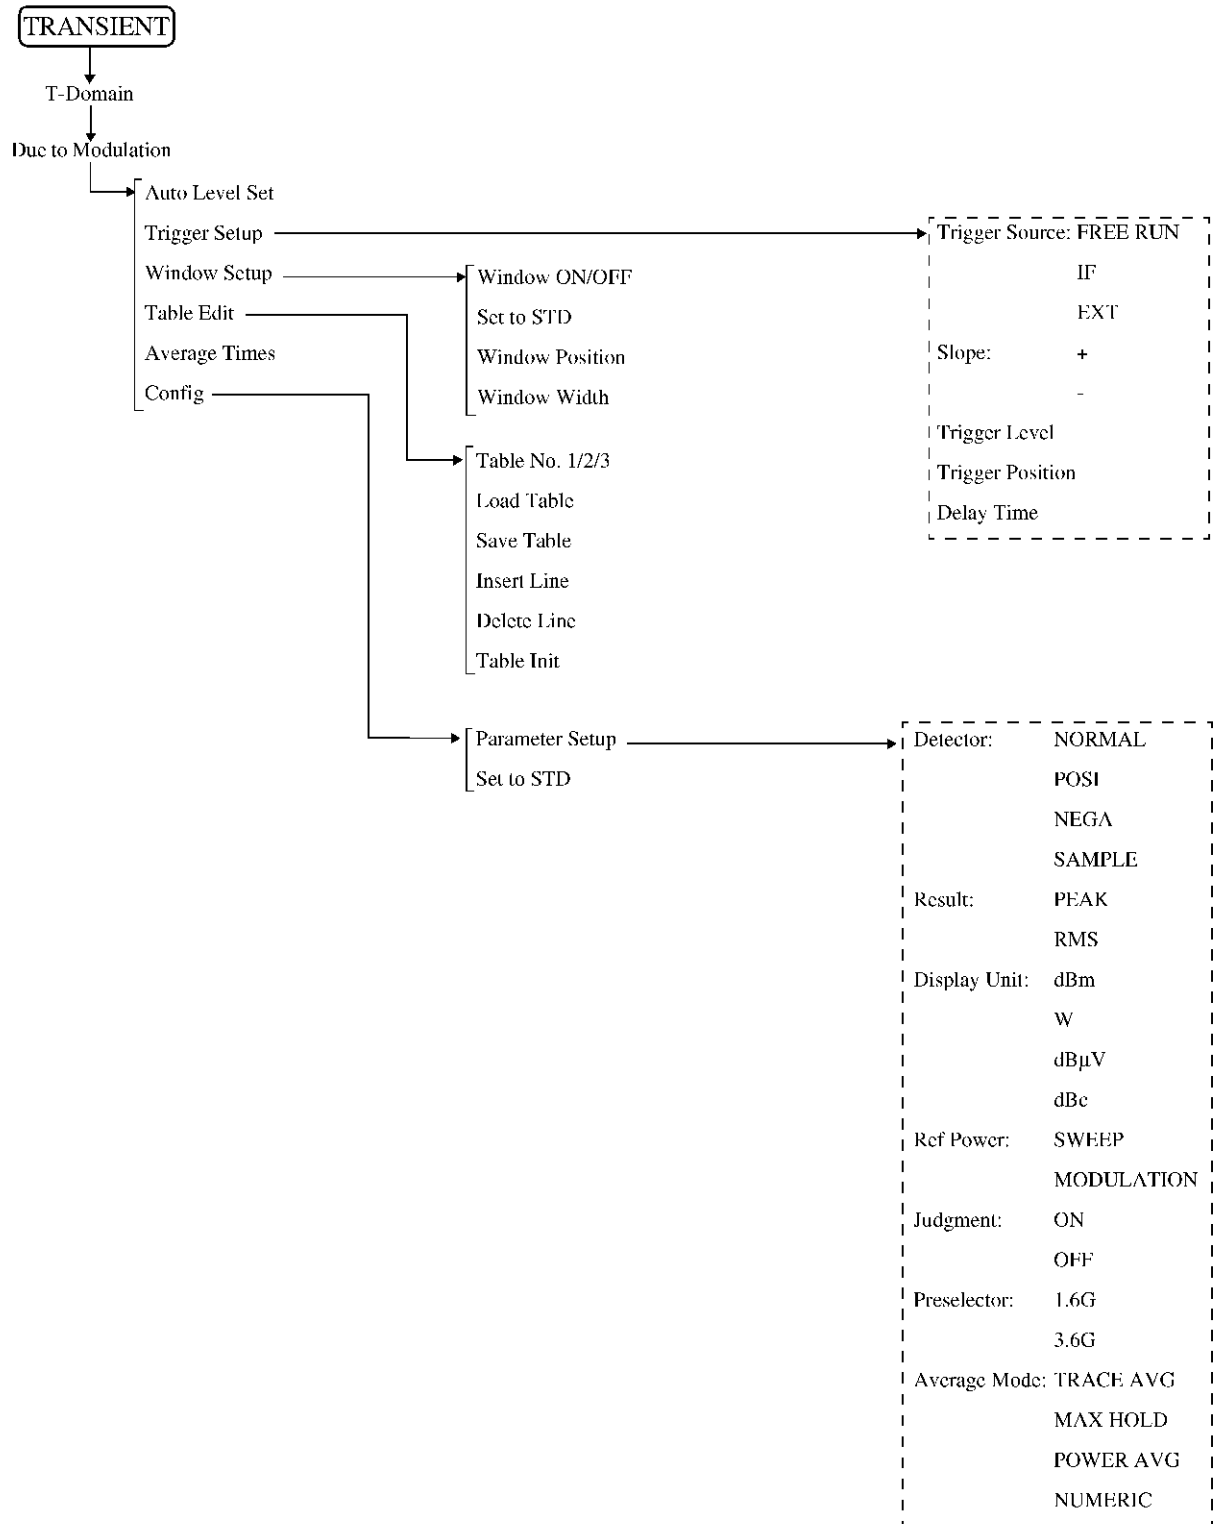 TRANSIENT
T-Domain
Due to Modulation
Auto Level Set
Trigger Setup
Window Setup
Table Edit
Average Times
Config
Window ON/OFF
Set to STD
Window Position
Window Width
Table No. 1/2/3
Load Table
Save Table
Insert Line
Delete Line
Table Init
Parameter Setup
Set to STD
Trigger Source: FREE RUN
IF
EXT
Slope: +
-
Trigger Level
Trigger Position
Delay Time
Detector: NORMAL
POSI
NEGA
SAMPLE
Result: PEAK
RMS
Display Unit: dBm
W
dBµV
dBc
Ref Power: SWEEP
MODULATION
Judgment: ON
OFF
Preselector: 1.6G
3.6G
Average Mode: TRACE AVG
MAX HOLD
POWER AVG
NUMERIC